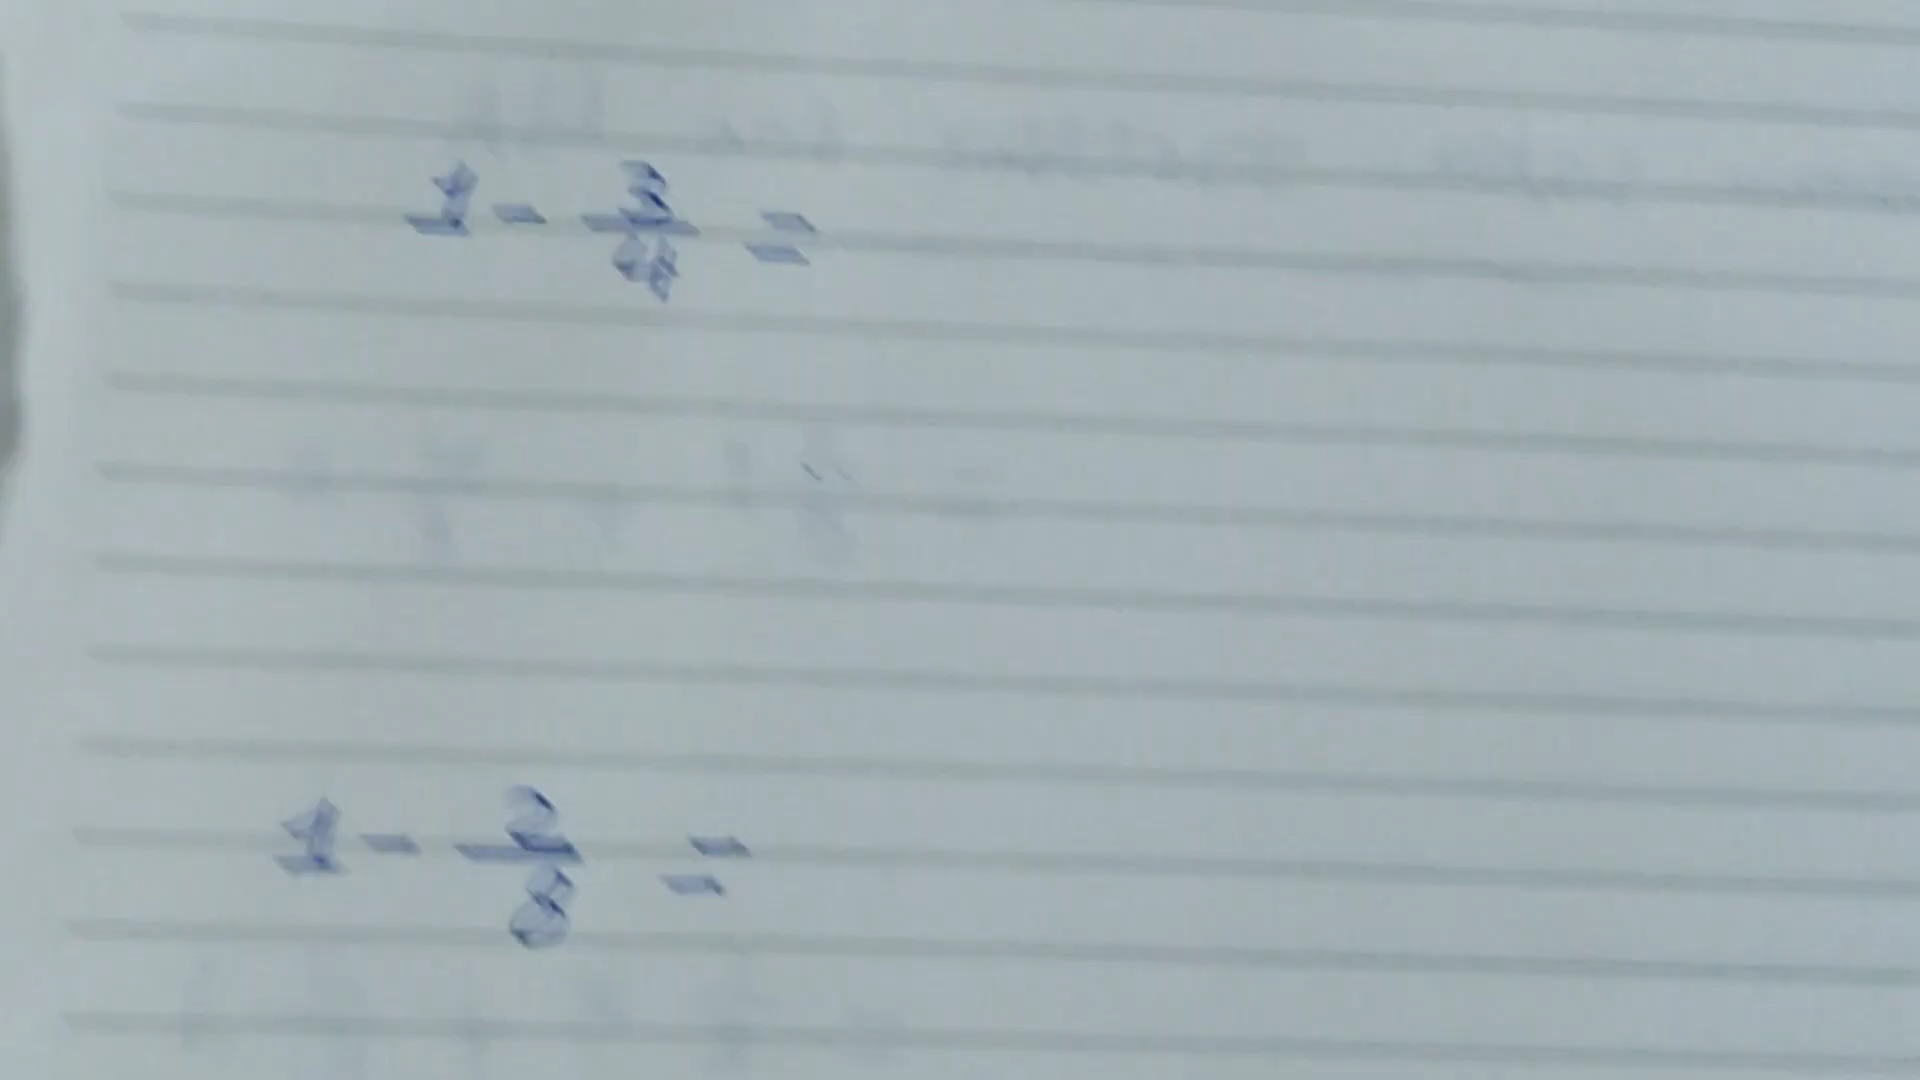 1 - 3/4 =
1 - 2/8 =